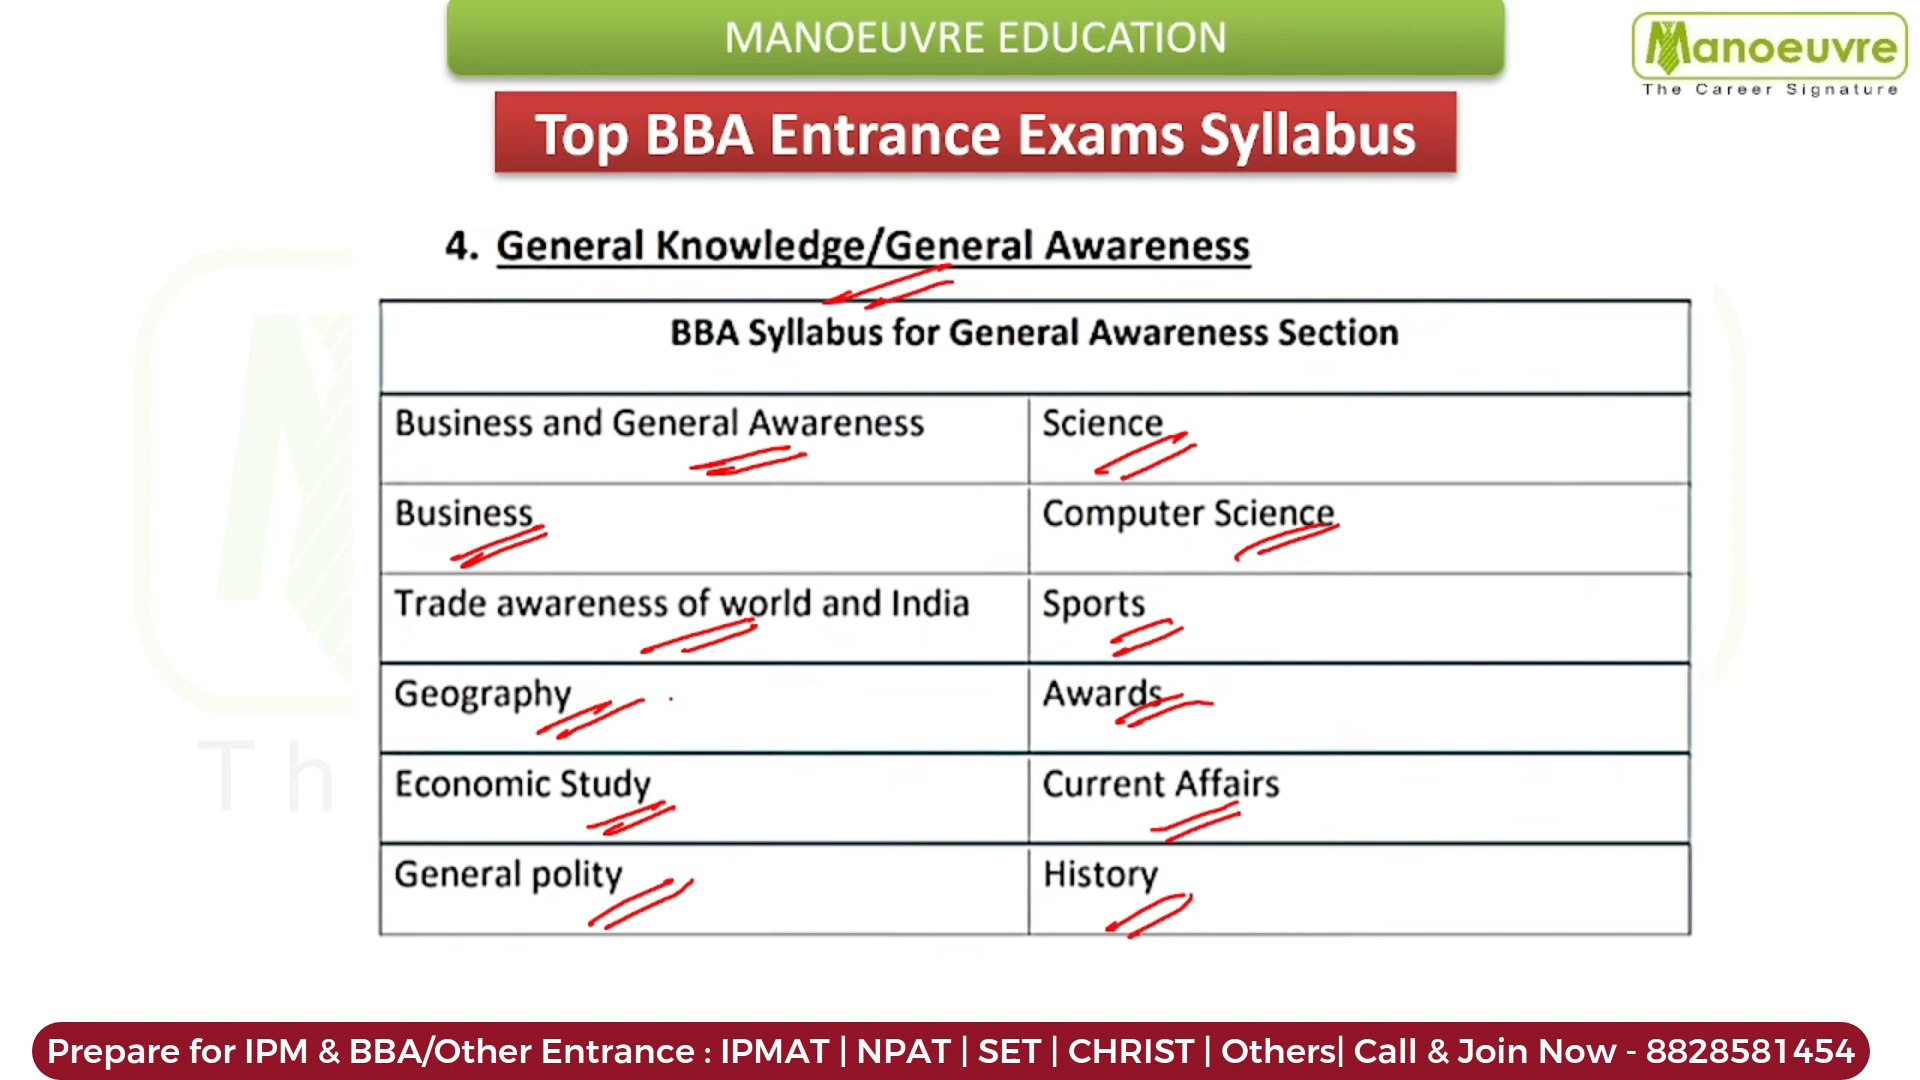 MANOEUVRE EDUCATION
Manoeuvre
The Career Signature
Top BBA Entrance Exams Syllabus
4. General Knowledge/General Awareness
BBA Syllabus for General Awareness Section
Business and General Awareness
Science
Business
Computer Science
Trade awareness of world and India
Sports
Geography
Awards
Economic Study
Current Affairs
General polity
History
Th
Prepare for IPM & BBA/Other Entrance : IPMAT | NPAT | SET | CHRIST | Others| Call & Join Now - 8828581454